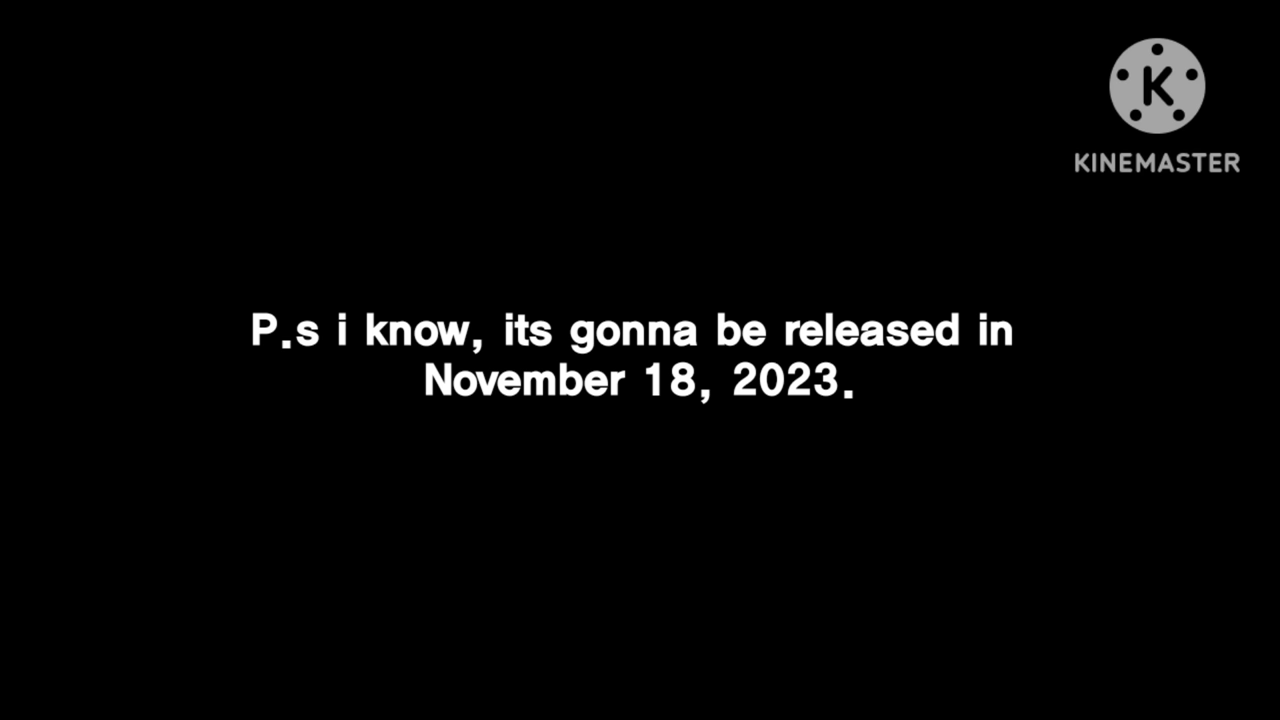 K
KINEMASTER
P.s i know, its gonna be released in
November 18, 2023.